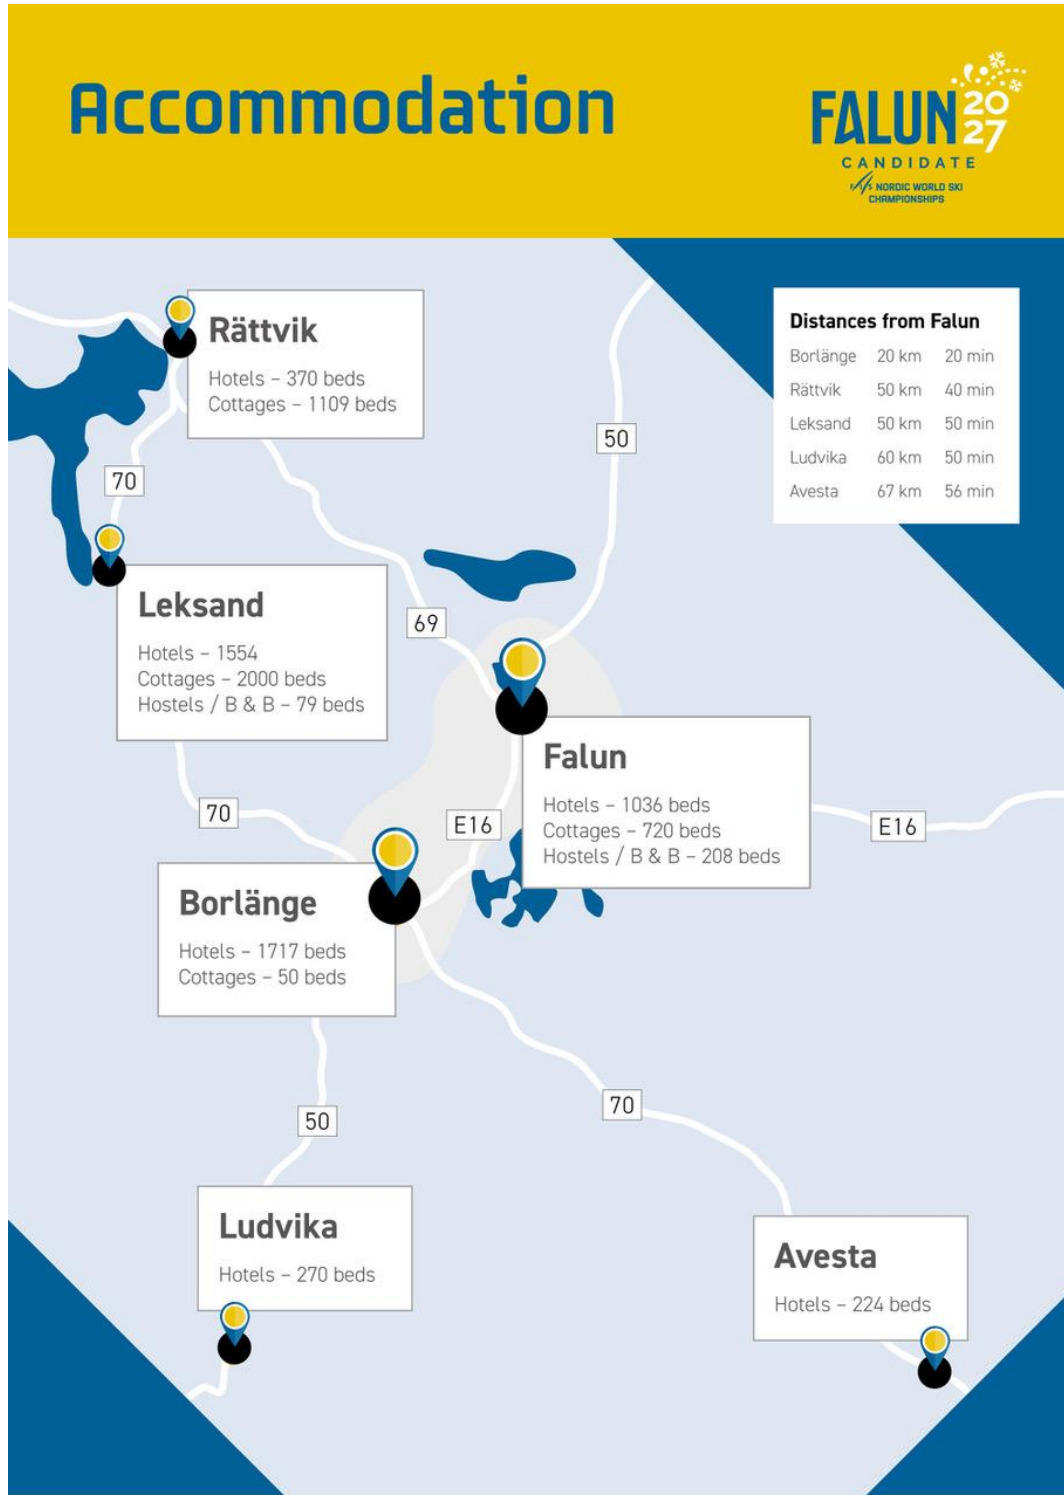 Accommodation
FALUN 20
27
CANDIDATE
F/I/S NORDIC WORLD SKI
CHAMPIONSHIPS
Distances from Falun
Borlänge 20 km 20 min
Rättvik 50 km 40 min
Leksand 50 km 50 min
Ludvika 60 km 50 min
Avesta 67 km 56 min
Rättvik
Hotels – 370 beds
Cottages – 1109 beds
50
70
Leksand
Hotels – 1554
Cottages – 2000 beds
Hostels / B & B – 79 beds
69
Falun
Hotels – 1036 beds
Cottages – 720 beds
Hostels / B & B – 208 beds
70
E16
E16
Borlänge
Hotels – 1717 beds
Cottages – 50 beds
70
50
Ludvika
Hotels – 270 beds
Avesta
Hotels – 224 beds